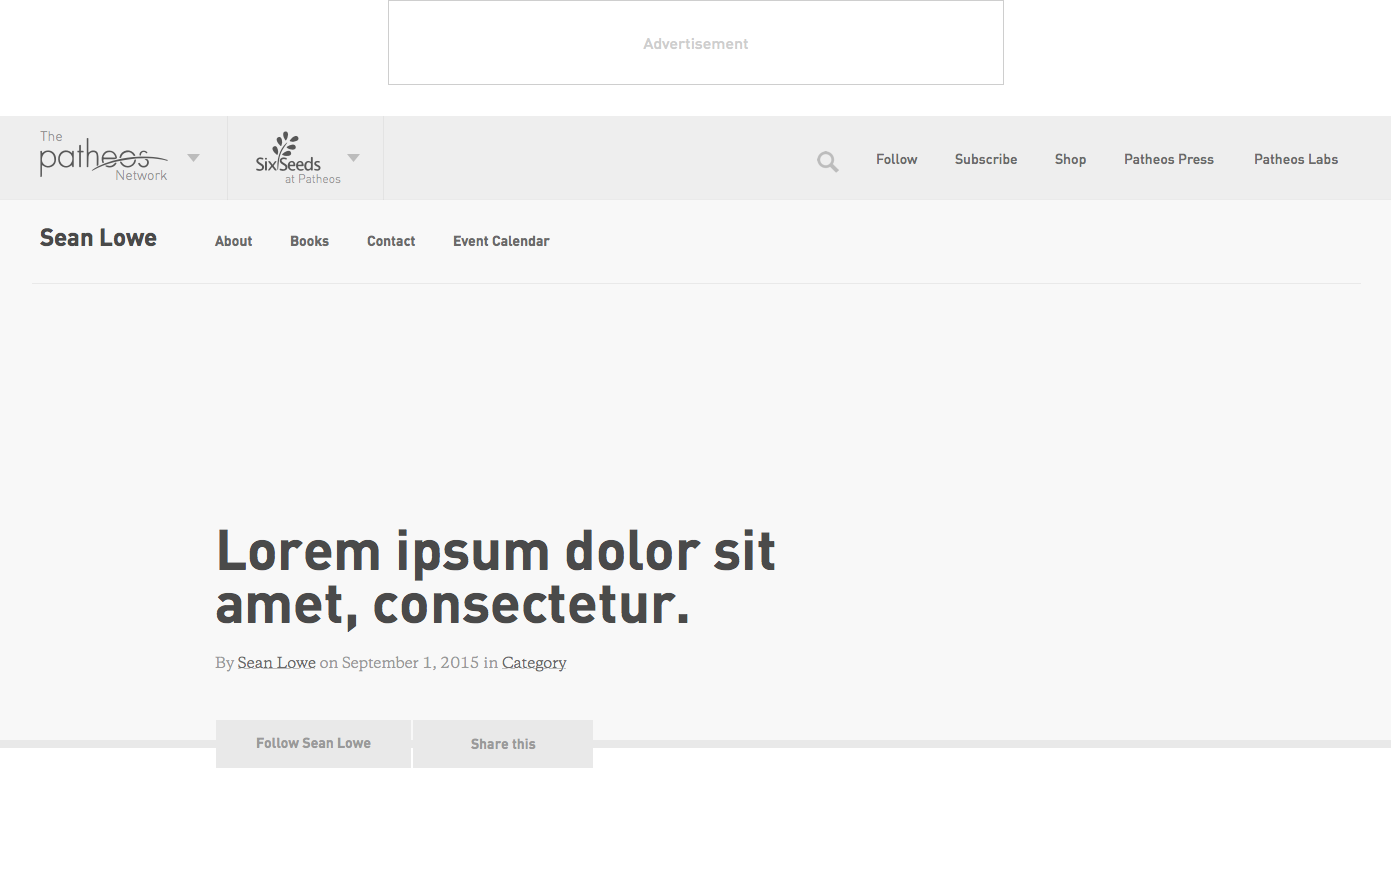 Advertisement
The
patheos
Network
SixSeeds
at Patheos
Follow
Subscribe
Shop
Patheos Press
Patheos Labs
Sean Lowe
About
Books
Contact
Event Calendar
Lorem ipsum dolor sit
amet, consectetur.
By Sean Lowe on September 1, 2015 in Category
Follow Sean Lowe
Share this